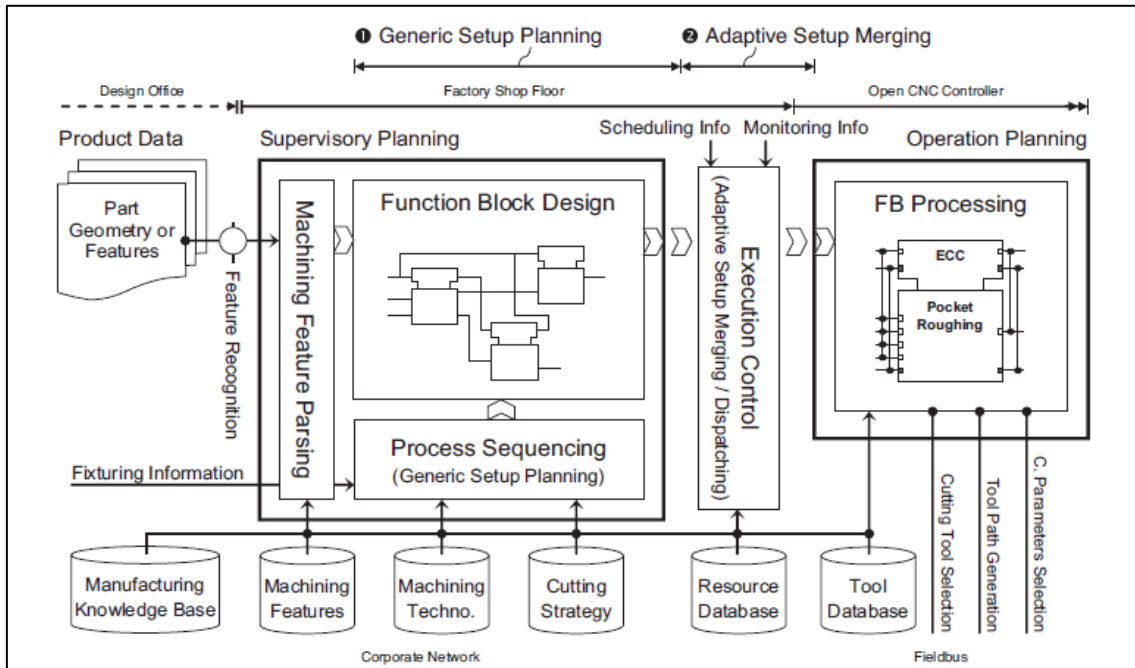 ❶ Generic Setup Planning
❷ Adaptive Setup Merging
Design Office
Factory Shop Floor
Open CNC Controller
Product Data
Supervisory Planning
Scheduling Info
Monitoring Info
Operation Planning
Part
Geometry or
Features
Feature Recognition
Machining Feature Parsing
Function Block Design
Process Sequencing
(Generic Setup Planning)
Execution Control
(Adaptive Setup Merging / Dispatching)
FB Processing
ECC
Pocket
Roughing
Fixturing Information
Cutting Tool Selection
Tool Path Generation
C. Parameters Selection
Manufacturing
Knowledge Base
Machining
Features
Machining
Techno.
Cutting
Strategy
Resource
Database
Tool
Database
Corporate Network
Fieldbus